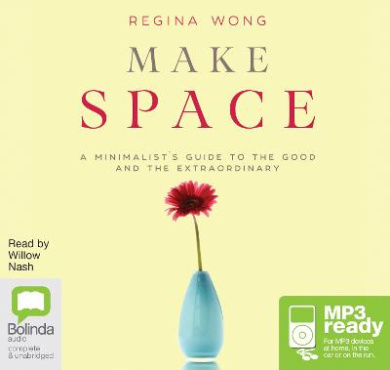 REGINA WONG
MAKE
SPACE
A MINIMALIST'S GUIDE TO THE GOOD
AND THE EXTRAORDINARY
Read by
Willow
Nash
Bolinda
audio
complete
& unabridged
MP3
ready
For MP3 devices
at home, in the
car or on the run.